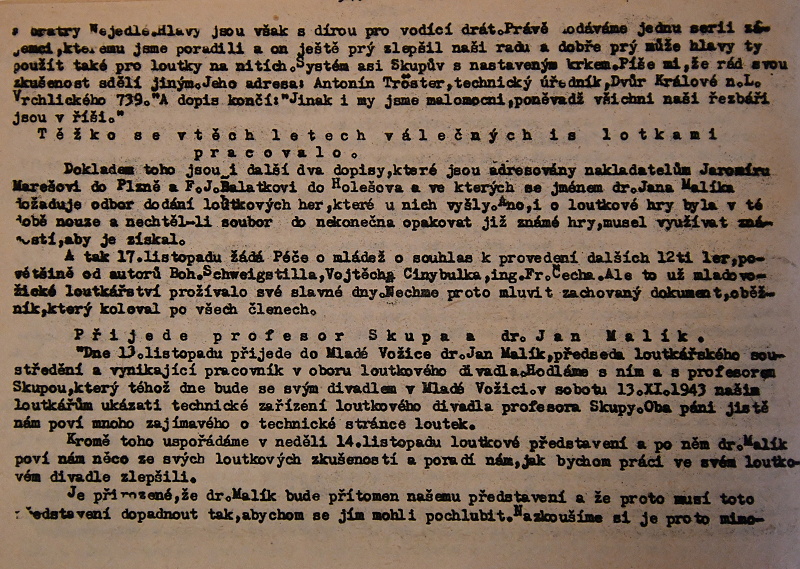 bratry Nejedlé.Hlavy jsou však s dírou pro vodící drát.Právě dodáváme jednu serii zá-
jemci,kterému jsme poradili a on ještě prý zlepšil naši radu a dobře prý může hlavy ty
použít také pro loutky na nitích.Systém asi Skupův s nastaveným krkem.Píše mi,že rád svou
zkušenost sdělí jiným.Jeho adresa: Antonín Tröster,technický úředník,Dvůr Králové n.L.
Vrchlického 739."A dopis končí:"Jinak i my jsme malomocni,poněvadž všichni naši řezbáři
jsou v říši."
Těžko se v těch letech válečných i s lotkami
pracovalo.
Dokladem toho jsou i další dva dopisy,které jsou adresovány nakladatelům Jaromíru
Marešovi do Plzně a F.J.Balatkovi do Holešova a ve kterých se jménem dr.Jana Malíka
dožaduje odbor dodání loutkových her,které u nich vyšly.Ano,i o loutkové hry byla v té
době nouze a nechtěl-li soubor do nekonečna opakovat již známé hry,musel využívat zná-
mostí,aby je získal.
A tak 17.listopadu žádá Péče o mládež o souhlas k provedení dalších 12ti her,po-
většině od autorů Boh.Schweigstilla,Vojtěcha Cinybulka,ing.Fr.Čecha.Ale to už mladovo-
žické loutkářství prožívalo své slavné dny.Nechme proto mluvit zachovaný dokument,oběž-
ník,který koloval po všech členech.
Přijede profesor Skupa a dr. Jan Malík.
"Dne 13.listopadu přijede do Mladé Vožice dr.Jan Malík,předseda loutkářského sou-
středění a vynikající pracovník v oboru loutkového divadla.Hodláme s ním a s profesorem
Skupou,který téhož dne bude se svým divadlem v Mladé Vožici.v sobotu 13.XI.1943 našim
loutkářům ukázati technické zařízení loutkového divadla profesora Skupy.Oba páni jistě
nám poví mnoho zajímavého o technické stránce loutek.
Kromě toho uspořádáme v neděli 14.listopadu loutkové představení a po něm dr.Malík
poví nám něco ze svých loutkových zkušeností a poradí nám,jak bychom práci ve svém loutko-
vém divadle zlepšili.
Je přirozené,že dr.Malík bude přítomen našemu představení a že proto musí toto
představení dopadnout tak,abychom se jím mohli pochlubit.Nazkoušíme si je proto mimo-